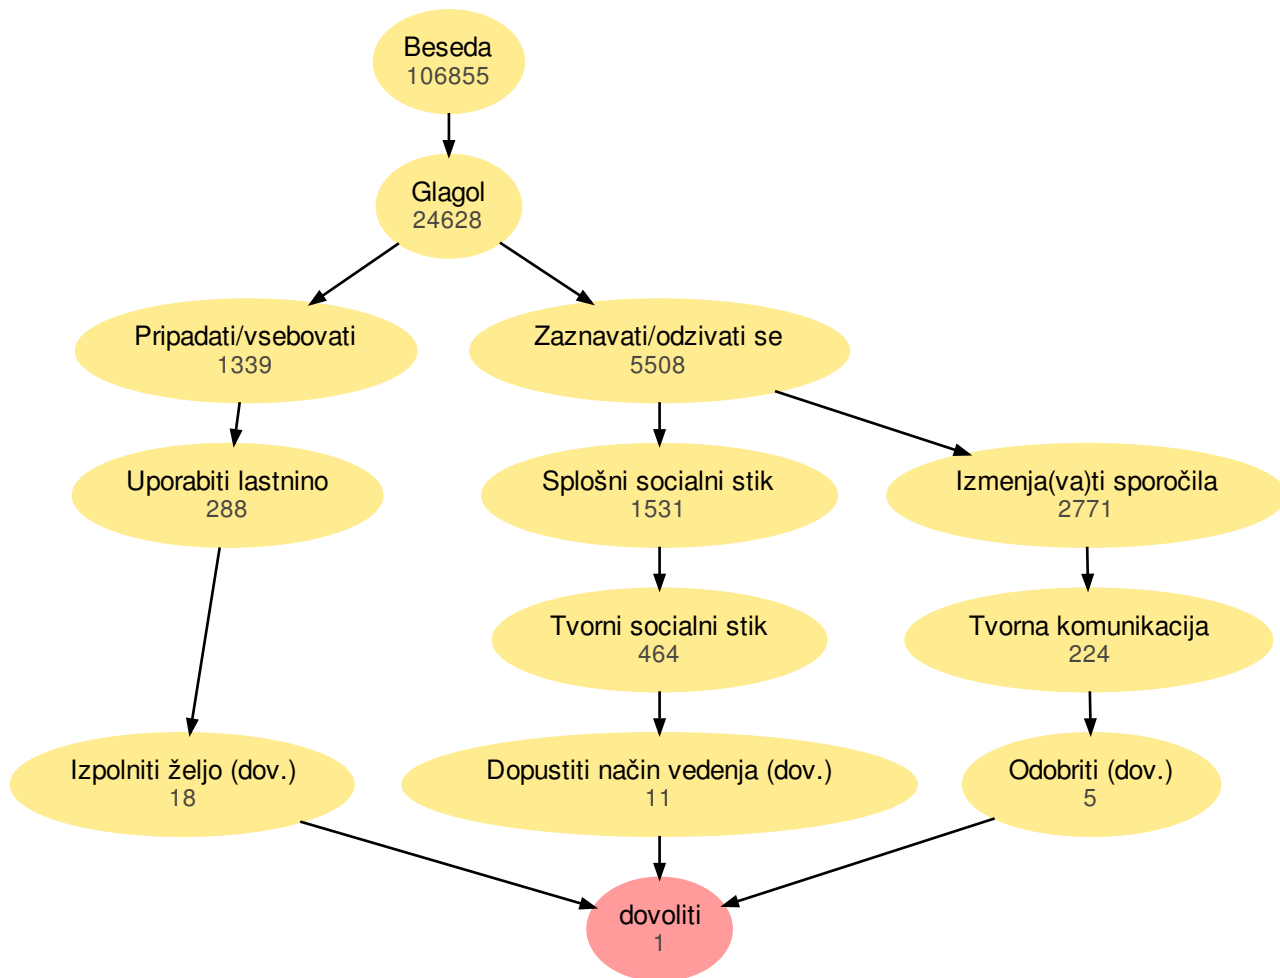 Beseda
106855
Glagol
24628
Pripadati/vsebovati
1339
Zaznavati/odzivati se
5508
Uporabiti lastnino
288
Splošni socialni stik
1531
Izmenja(va)ti sporočila
2771
Tvorni socialni stik
464
Tvorna komunikacija
224
Izpolniti željo (dov.)
18
Dopustiti način vedenja (dov.)
11
Odobriti (dov.)
5
dovoliti
1